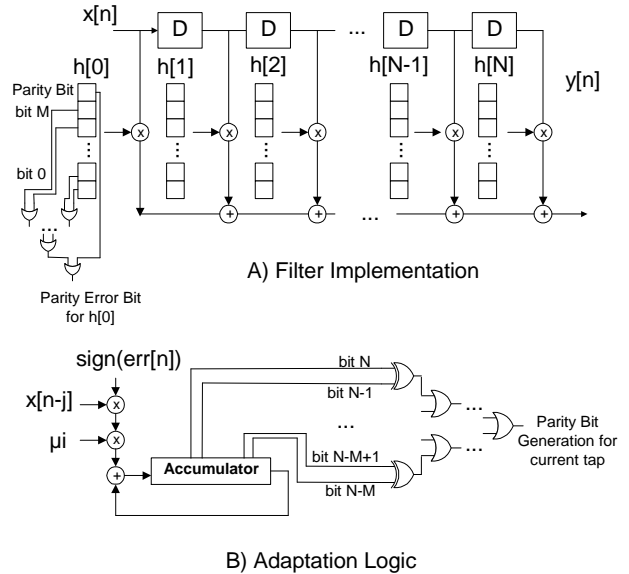 x[n]
D
D
...
D
D
h[0]
h[1]
h[2]
h[N-1]
h[N]
y[n]
Parity Bit
bit M
bit 0
x
x
x
x
x
...
...
...
...
...
...
+
+
...
+
+
Parity Error Bit
for h[0]
A) Filter Implementation
sign(err[n])
x[n-j]
x
μi
x
+
Accumulator
bit N
bit N-1
...
bit N-M+1
bit N-M
...
...
...
Parity Bit
Generation for
current tap
B) Adaptation Logic